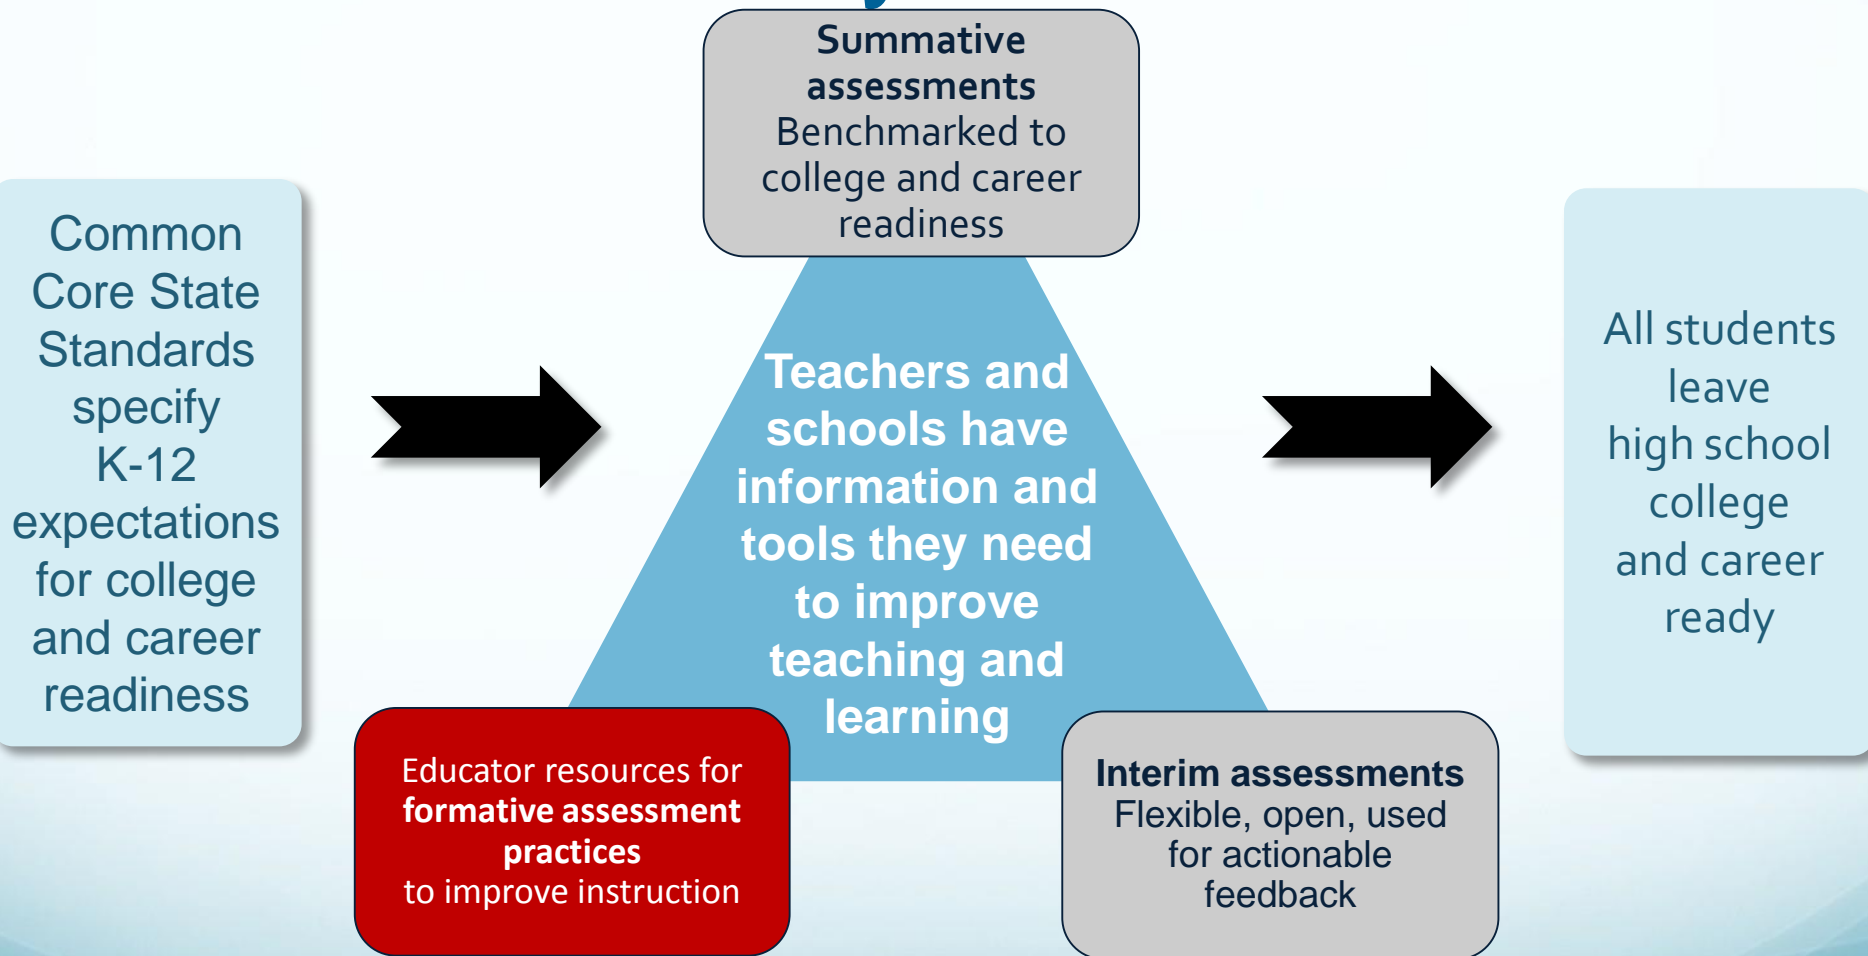 Summative
assessments
Benchmarked to
college and career
readiness
Common
Core State
Standards
specify
K-12
expectations
for college
and career
readiness
Teachers and
schools have
information and
tools they need
to improve
teaching and
learning
All students
leave
high school
college
and career
ready
Educator resources for
formative assessment
practices
to improve instruction
Interim assessments
Flexible, open, used
for actionable
feedback